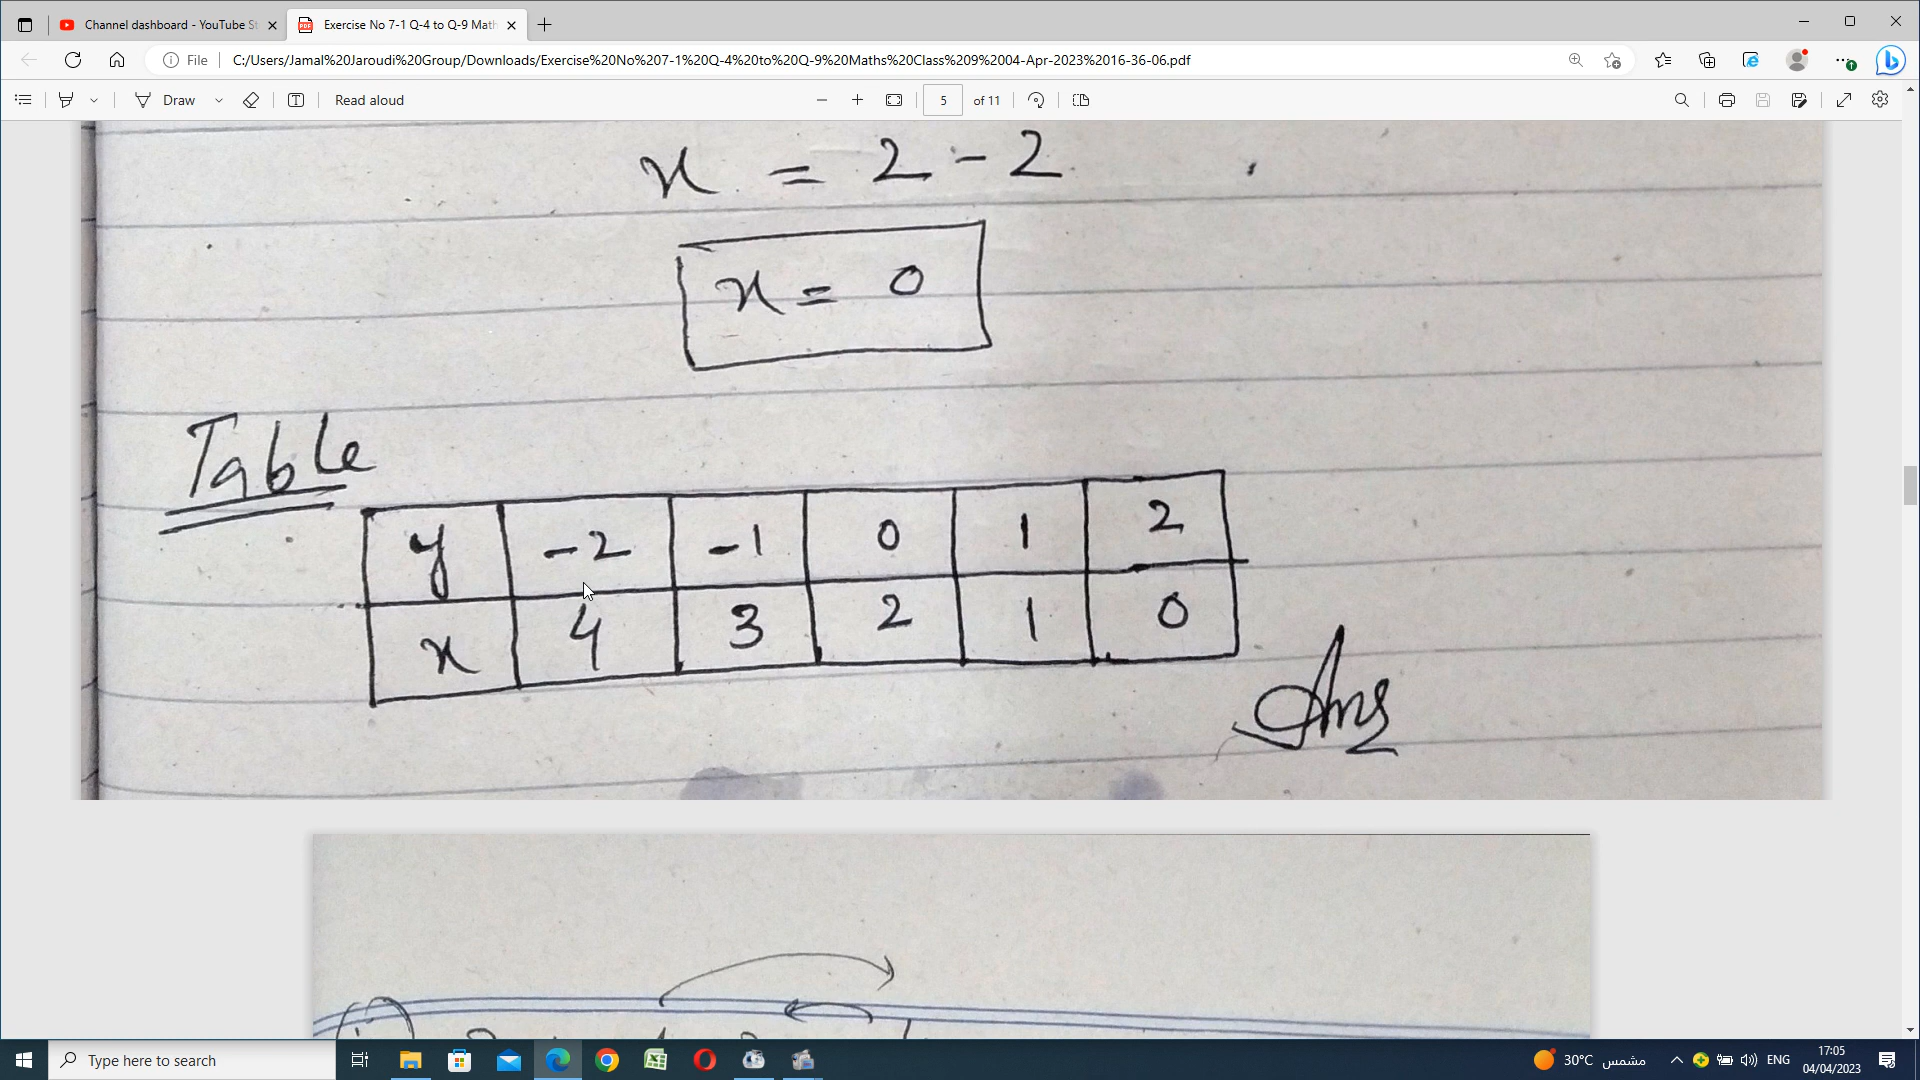 Channel dashboard - YouTube St
Exercise No 7-1 Q-4 to Q-9 Math
File
C:/Users/Jamal%20Jaroudi%20Group/Downloads/Exercise%20No%207-1%20Q-4%20to%20Q-9%20Maths%20Class%209%2004-Apr-2023%2016-36-06.pdf
Draw
Read aloud
5 of 11
x = 2 - 2
x = 0
Table
y -2 -1 0 1 2
x 4 3 2 1 0
Ans
Type here to search
30°C مشمس
ENG
17:05
04/04/2023